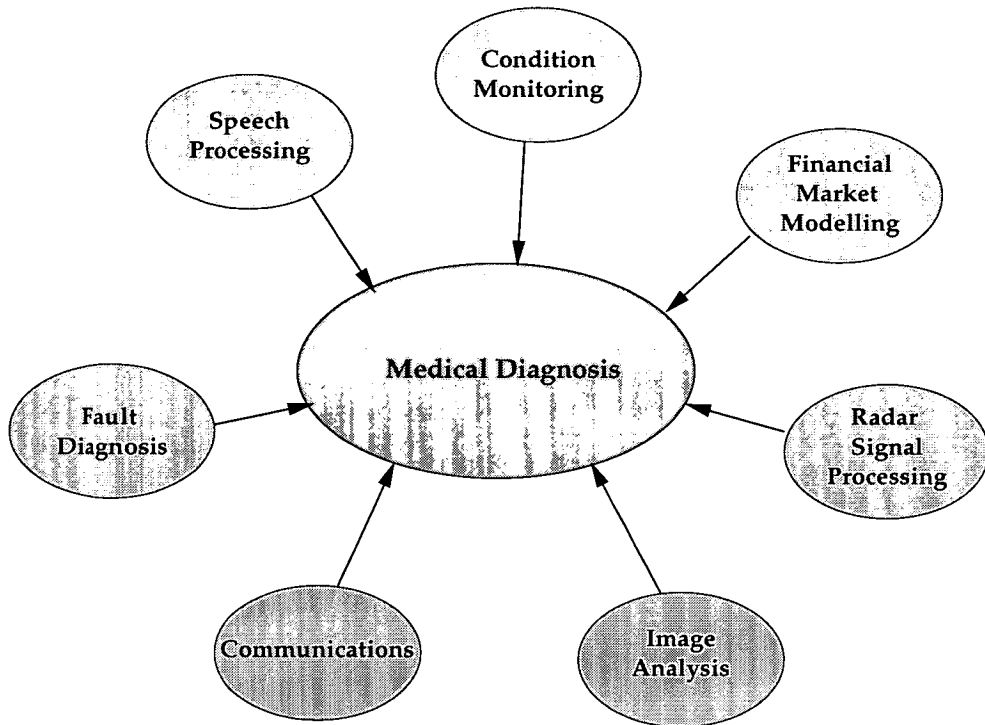 Condition
Monitoring
Speech
Processing
Financial
Market
Modelling
Medical Diagnosis
Fault
Diagnosis
Radar
Signal
Processing
Communications
Image
Analysis